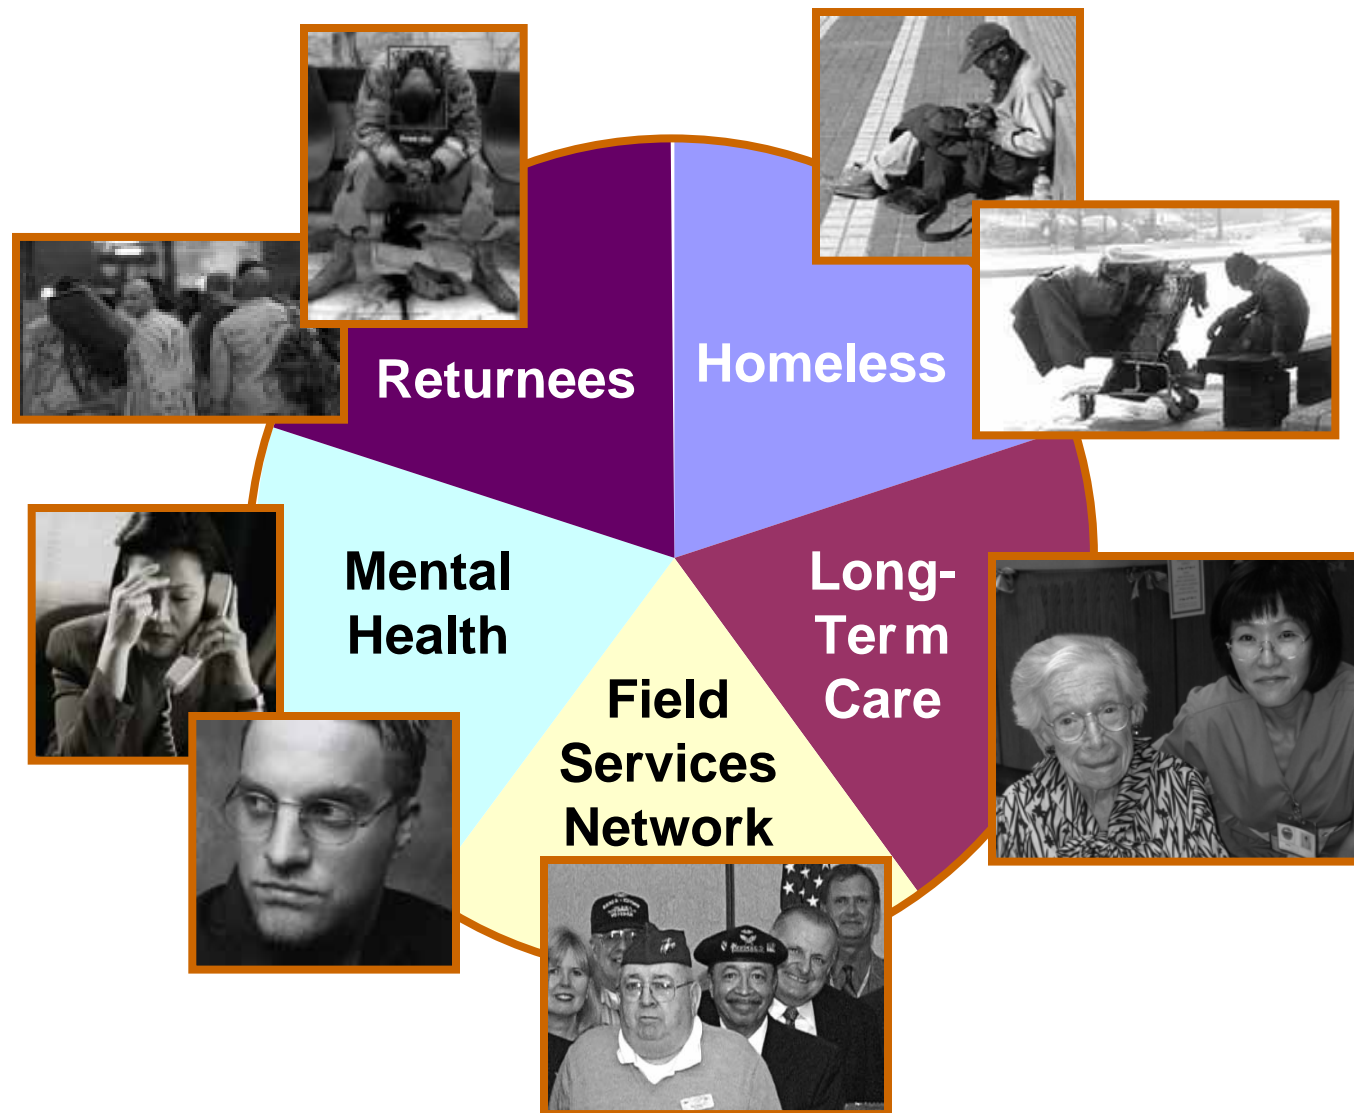 Returnees
Homeless
Mental
Health
Long-
Term
Care
Field
Services
Network